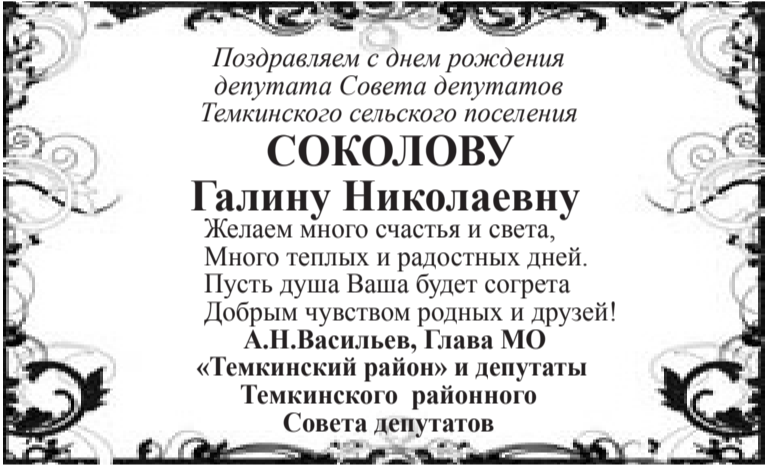 Поздравляем с днем рождения
депутата Совета депутатов
Темкинского сельского поселения
СОКОЛОВУ
Галину Николаевну
Желаем много счастья и света,
Много теплых и радостных дней.
Пусть душа Ваша будет согрета
Добрым чувством родных и друзей!
А.Н.Васильев, Глава МО
«Темкинский район» и депутаты
Темкинского районного
Совета депутатов